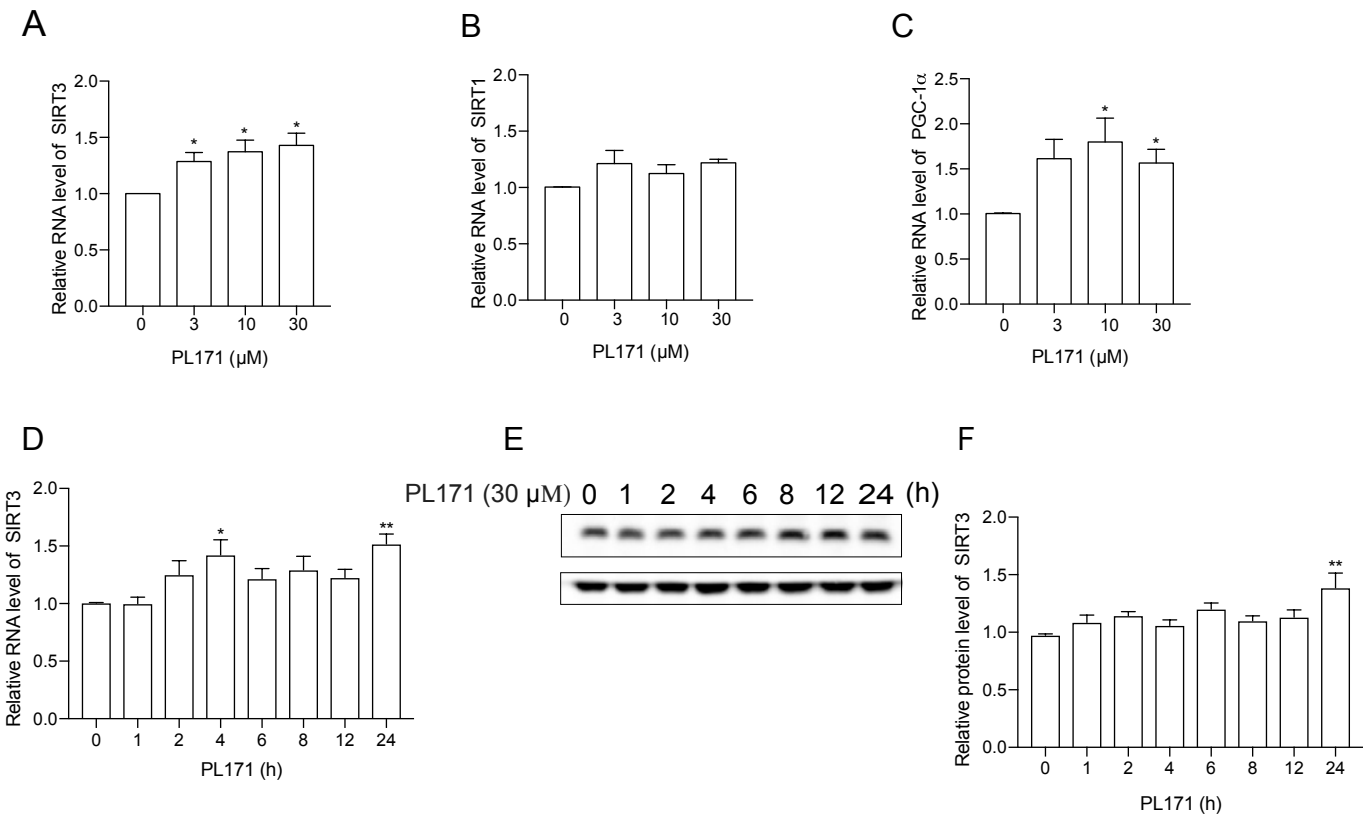 A
Relative RNA level of SIRT3
2.0
1.5
1.0
0.5
0.0
*
*
*
0 3 10 30
PL171 (μM)
B
Relative RNA level of SIRT1
2.0
1.5
1.0
0.5
0.0
0 3 10 30
PL171 (μM)
C
Relative RNA level of PGC-1α
2.5
2.0
1.5
1.0
0.5
0.0
*
*
0 3 10 30
PL171 (μM)
D
Relative RNA level of SIRT3
2.0
1.5
1.0
0.5
0.0
*
**
0 1 2 4 6 8 12 24
PL171 (h)
E
PL171 (30 μM) 0 1 2 4 6 8 12 24 (h)
F
Relative protein level of SIRT3
2.0
1.5
1.0
0.5
0.0
**
0 1 2 4 6 8 12 24
PL171 (h)